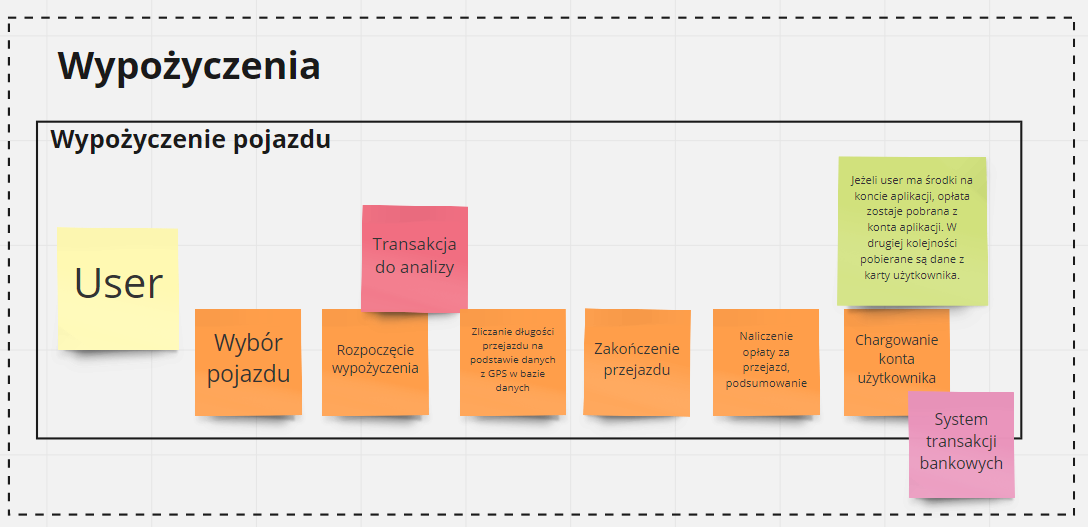 Wypożyczenia
Wypożyczenie pojazdu
User
Wybór
pojazdu
Transakcja
do analizy
Rozpoczęcie
wypożyczenia
Zliczanie długości
przejazdu na
podstawie danych
z GPS w bazie
danych
Zakończenie
przejazdu
Naliczenie
opłaty za
przejazd,
podsumowanie
Jeżeli user ma środki na
koncie aplikacji, opłata
zostaje pobrana z
konta aplikacji. W
drugiej kolejności
pobierane są dane z
karty użytkownika.
Chargowanie
konta
użytkownika
System
transakcji
bankowych